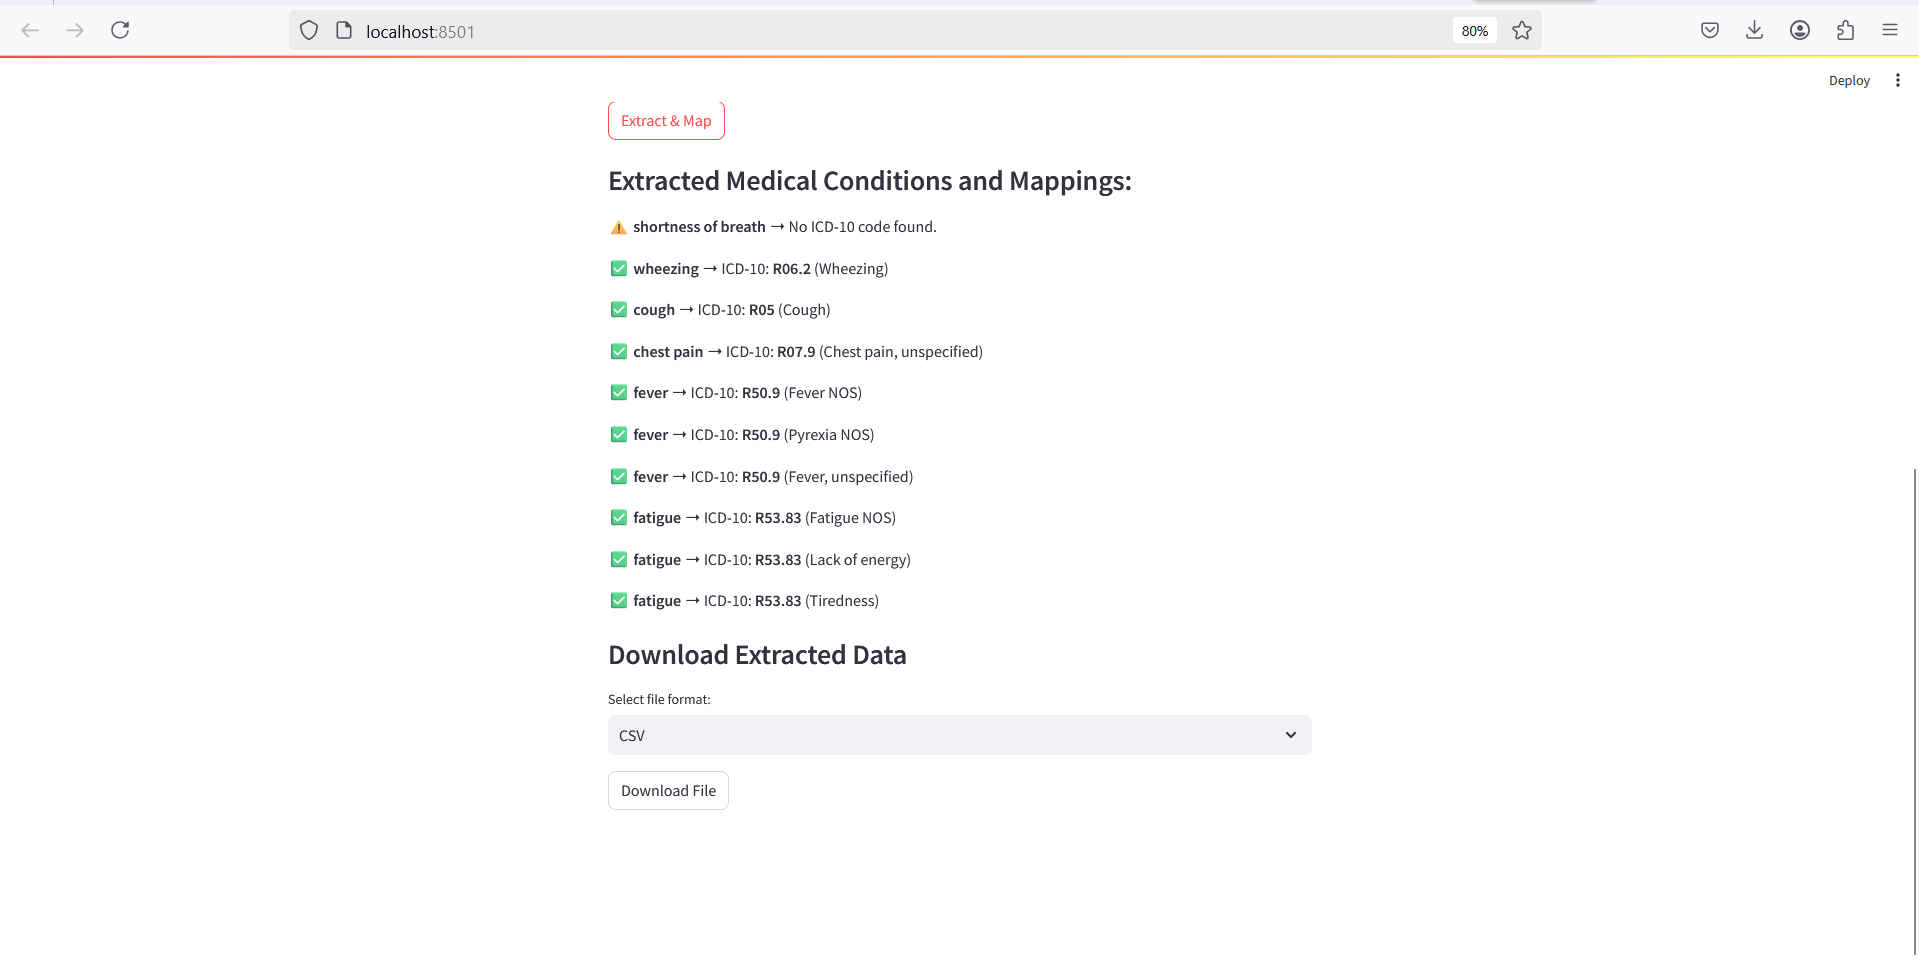 localhost:8501
80%
Deploy
Extract & Map
Extracted Medical Conditions and Mappings:
⚠️ shortness of breath → No ICD-10 code found.
✅ wheezing → ICD-10: R06.2 (Wheezing)
✅ cough → ICD-10: R05 (Cough)
✅ chest pain → ICD-10: R07.9 (Chest pain, unspecified)
✅ fever → ICD-10: R50.9 (Fever NOS)
✅ fever → ICD-10: R50.9 (Pyrexia NOS)
✅ fever → ICD-10: R50.9 (Fever, unspecified)
✅ fatigue → ICD-10: R53.83 (Fatigue NOS)
✅ fatigue → ICD-10: R53.83 (Lack of energy)
✅ fatigue → ICD-10: R53.83 (Tiredness)
Download Extracted Data
Select file format:
CSV
Download File